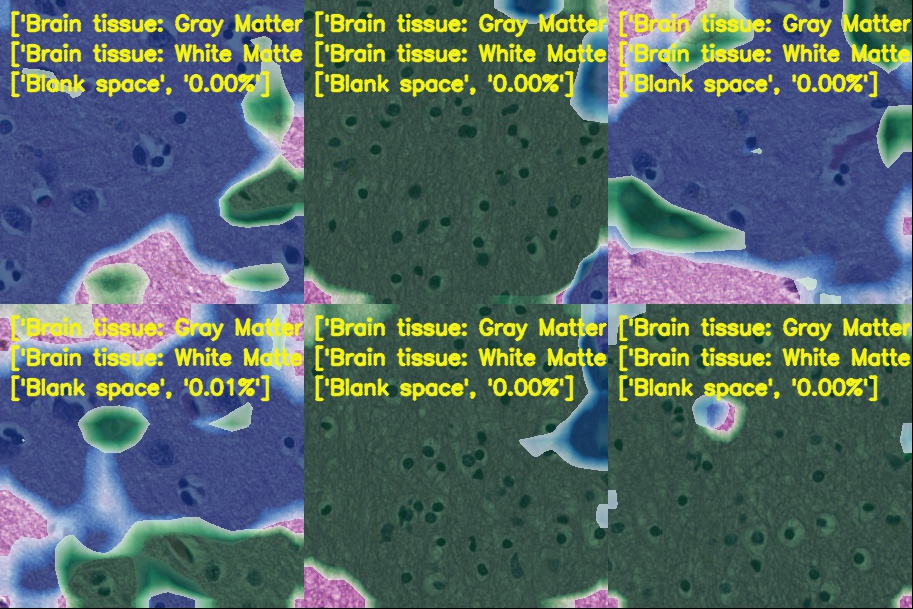 ['Brain tissue: Gray Matter
['Brain tissue: White Matte
['Blank space', '0.00%']
['Brain tissue: Gray Matter
['Brain tissue: White Matte
['Blank space', '0.00%']
['Brain tissue: Gray Matter
['Brain tissue: White Matte
['Blank space', '0.00%']
['Brain tissue: Gray Matter
['Brain tissue: White Matte
['Blank space', '0.01%']
['Brain tissue: Gray Matter
['Brain tissue: White Matte
['Blank space', '0.00%']
['Brain tissue: Gray Matter
['Brain tissue: White Matte
['Blank space', '0.00%']